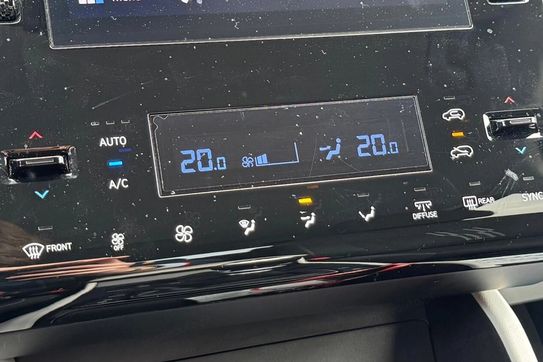 AUTO
A/C
20.0
20.0
FRONT
OFF
DIFFUSE
REAR
SYNC